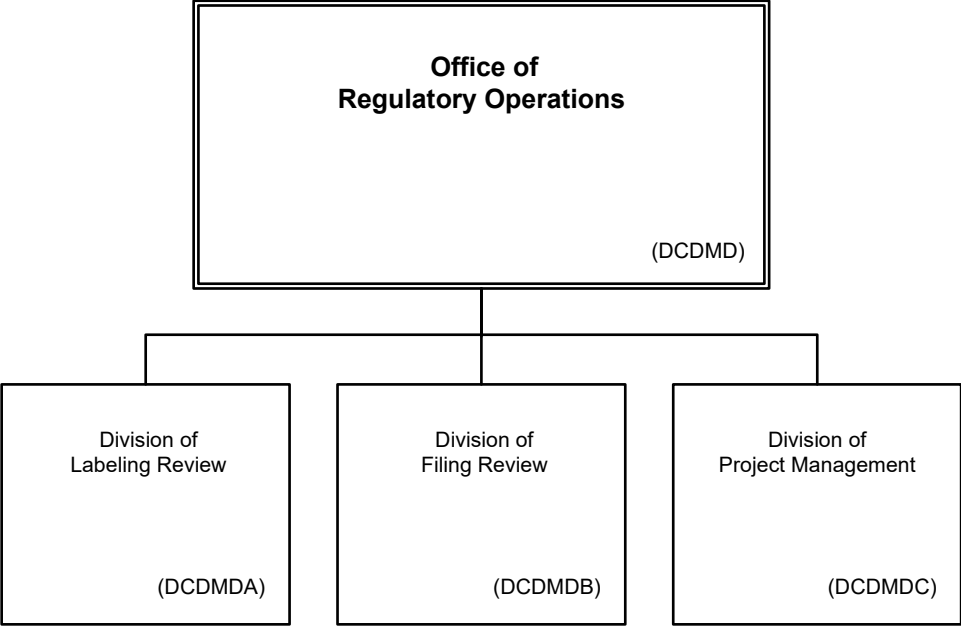 Office of
Regulatory Operations
(DCDMD)
Division of
Labeling Review
(DCDMDA)
Division of
Filing Review
(DCDMDB)
Division of
Project Management
(DCDMDC)